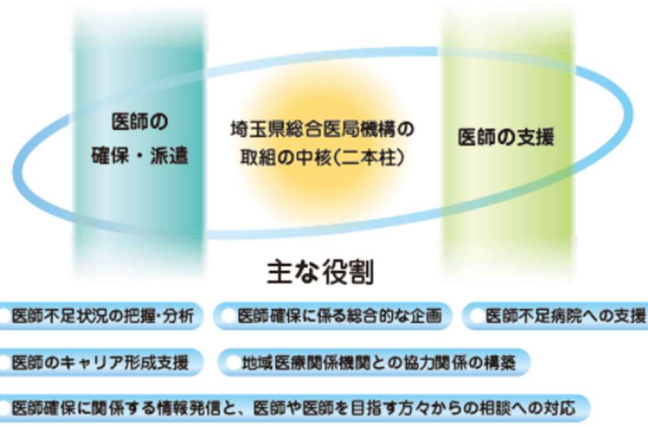 医師の
確保・派遣
埼玉県総合医局機構の
取組の中核(二本柱)
医師の支援
主な役割
医師不足状況の把握・分析
医師確保に係る総合的な企画
医師不足病院への支援
医師のキャリア形成支援
地域医療関係機関との協力関係の構築
医師確保に関係する情報発信と、医師や医師を目指す方々からの相談への対応